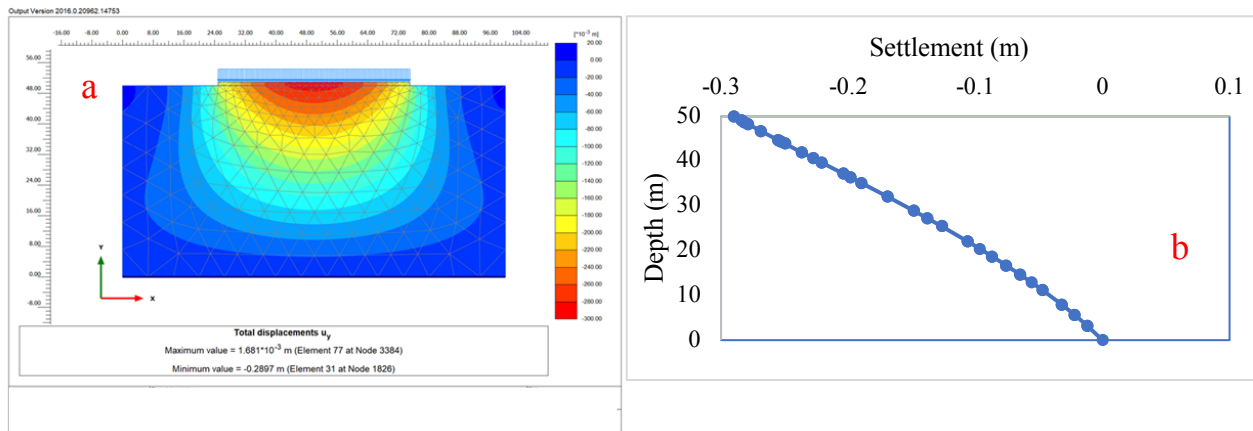 Output Version 2016.0.20962.14753
-16.00 -8.00 0.00 8.00 16.00 24.00 32.00 40.00 48.00 56.00 64.00 72.00 80.00 88.00 96.00 104.00
[*10⁻³ m]
56.00
48.00
40.00
32.00
24.00
16.00
8.00
0.00
-8.00
a
Y
X
20.00
0.00
-20.00
-40.00
-60.00
-80.00
-100.00
-120.00
-140.00
-160.00
-180.00
-200.00
-220.00
-240.00
-260.00
-280.00
-300.00
Total displacements uy
Maximum value = 1.681*10⁻³ m (Element 77 at Node 3384)
Minimum value = -0.2897 m (Element 31 at Node 1826)
Settlement (m)
-0.3 -0.2 -0.1 0 0.1
Depth (m)
50
40
30
20
10
0
b